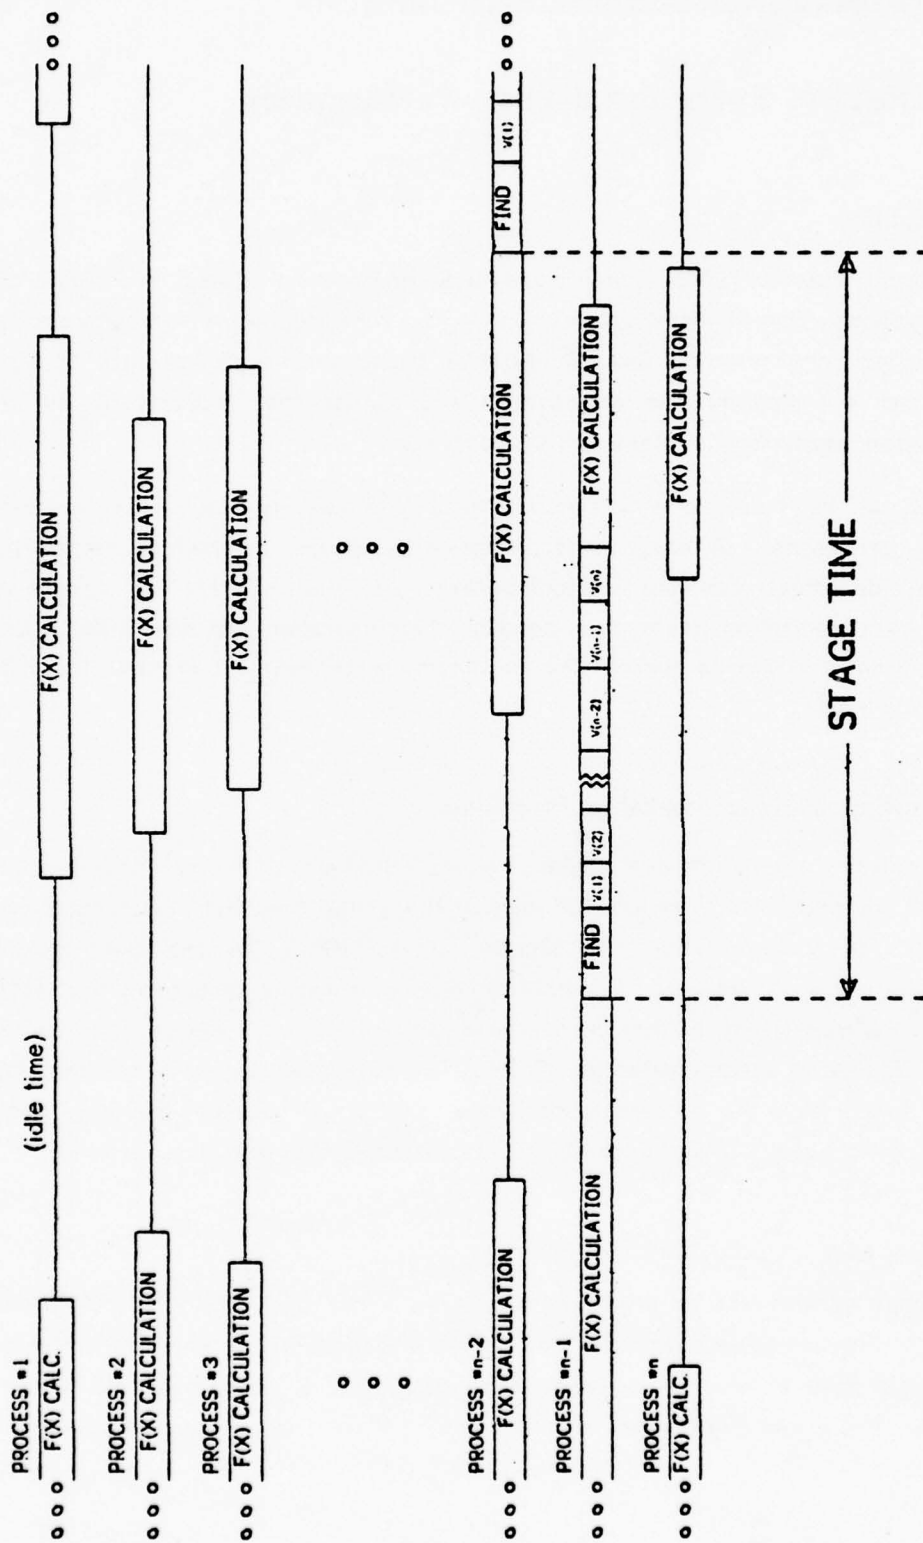 PROCESS #1
F(X) CALC.
(idle time)
F(X) CALCULATION
PROCESS #2
F(X) CALCULATION
F(X) CALCULATION
PROCESS #3
F(X) CALCULATION
F(X) CALCULATION
PROCESS #n-2
F(X) CALCULATION
F(X) CALCULATION
FIND
V(1)
PROCESS #n-1
F(X) CALCULATION
FIND
V(1)
V(2)
V(n-2)
V(n-1)
V(n)
F(X) CALCULATION
PROCESS #n
F(X) CALC.
F(X) CALCULATION
STAGE TIME